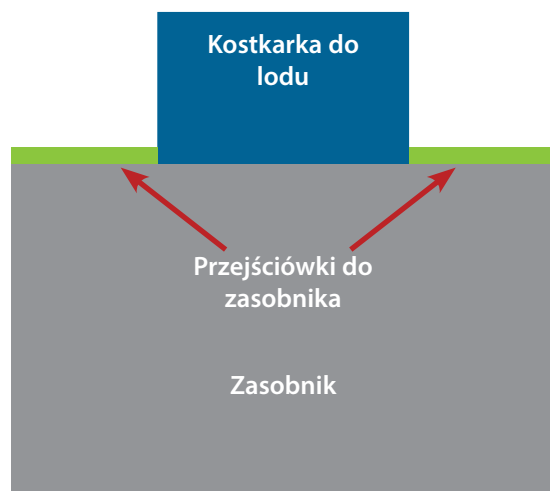 Kostkarka do
lodu
Przejściówki do
zasobnika
Zasobnik